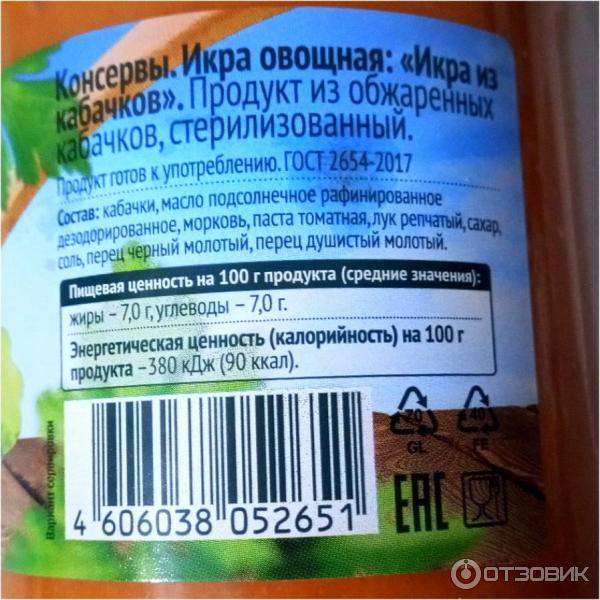 Консервы. Икра овощная: «Икра из
кабачков». Продукт из обжаренных
кабачков, стерилизованный.
Продукт готов к употреблению. ГОСТ 2654-2017
Состав: кабачки, масло подсолнечное рафинированное
дезодорированное, морковь, паста томатная, лук репчатый, сахар,
соль, перец черный молотый, перец душистый молотый.
Пищевая ценность на 100 г продукта (средние значения):
жиры – 7,0 г, углеводы – 7,0 г.
Энергетическая ценность (калорийность) на 100 г
продукта – 380 кДж (90 ккал).
Вариант сервировки
70
GL
40
FE
4 606038 052651
EAC
ОТЗОВИК